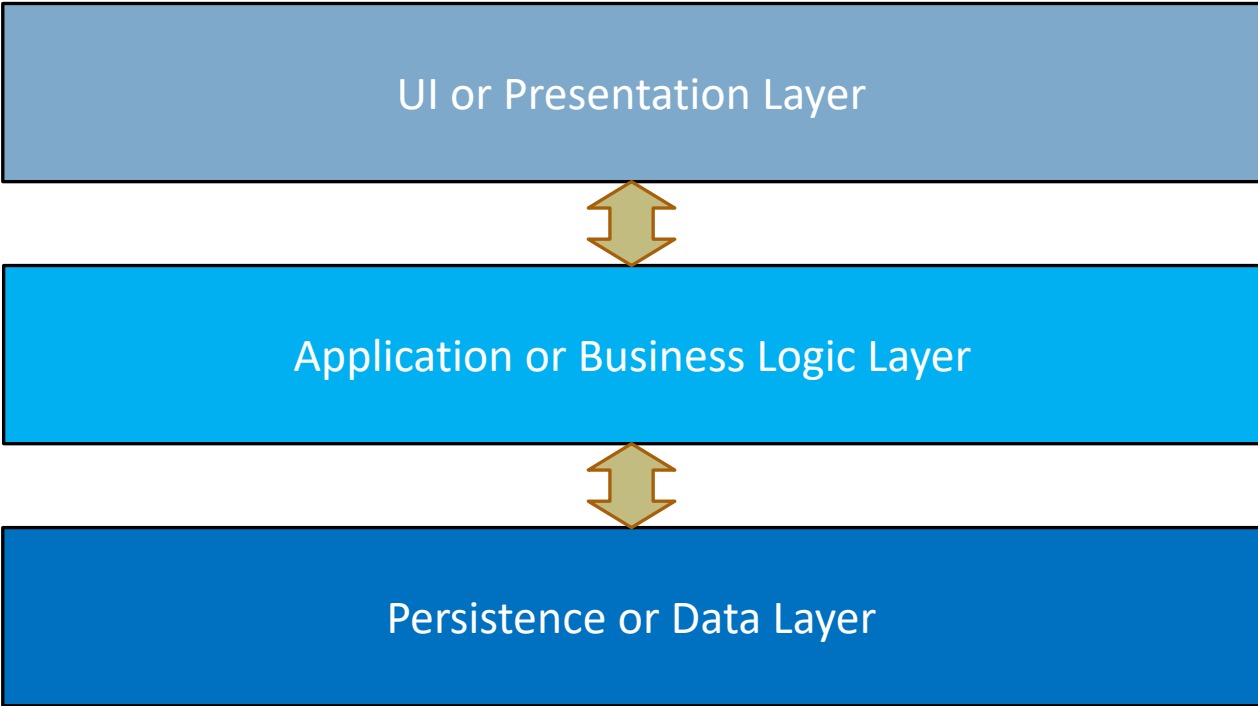 UI or Presentation Layer
Application or Business Logic Layer
Persistence or Data Layer